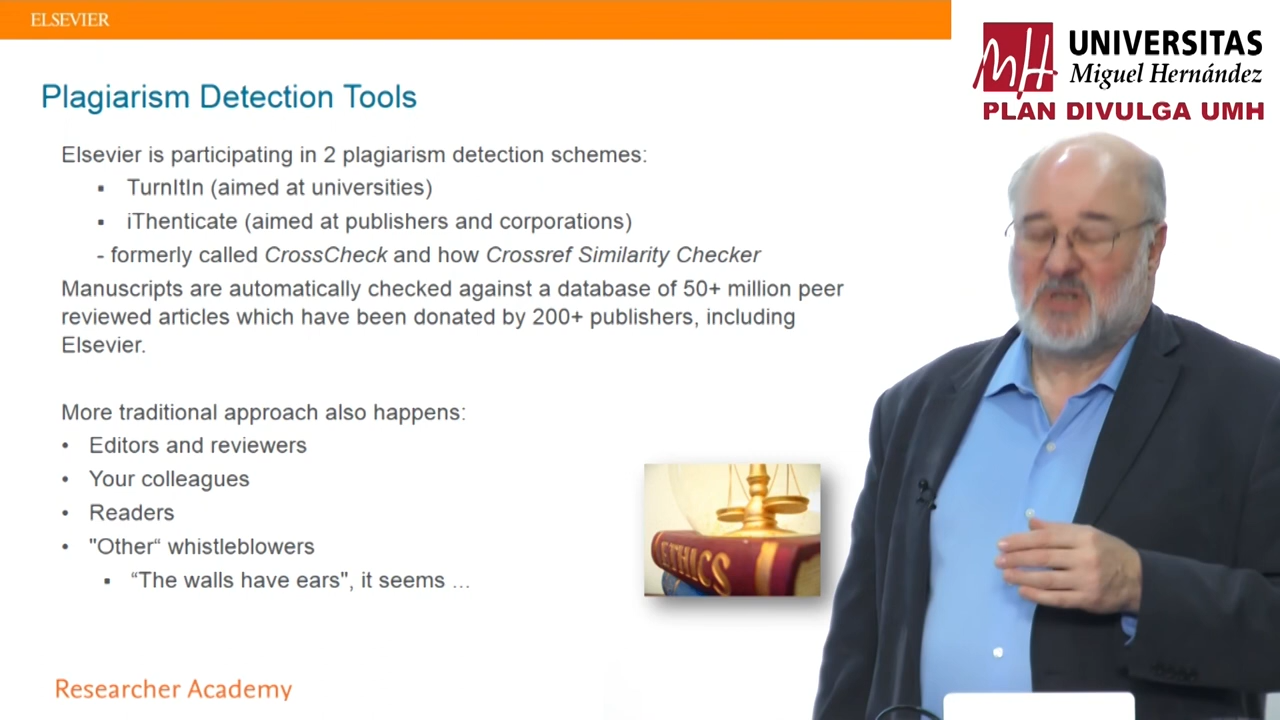 ELSEVIER
UNIVERSITAS
Miguel Hernández
PLAN DIVULGA UMH
Plagiarism Detection Tools
Elsevier is participating in 2 plagiarism detection schemes:
▪ TurnItIn (aimed at universities)
▪ iThenticate (aimed at publishers and corporations)
- formerly called CrossCheck and how Crossref Similarity Checker
Manuscripts are automatically checked against a database of 50+ million peer
reviewed articles which have been donated by 200+ publishers, including
Elsevier.
More traditional approach also happens:
• Editors and reviewers
• Your colleagues
• Readers
• "Other“ whistleblowers
▪ “The walls have ears", it seems ...
ETHICS
Researcher Academy